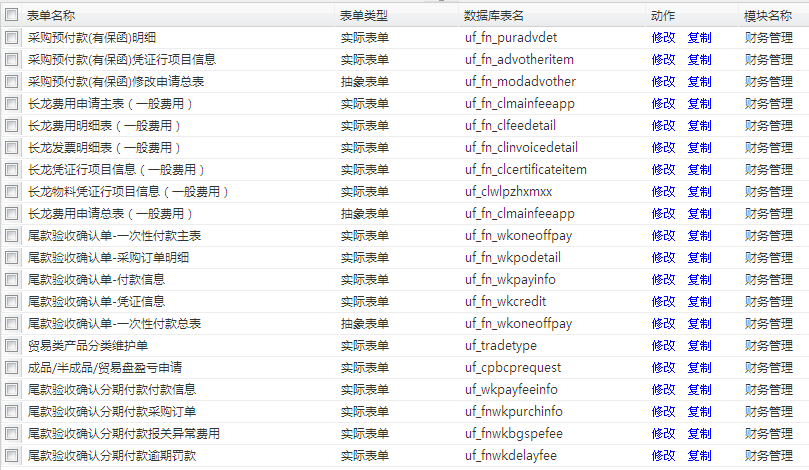 表单名称 表单类型 数据库表名 动作 模块名称
采购预付款(有保函)明细 实际表单 uf_fn_puradvdet 修改 复制 财务管理
采购预付款(有保函)凭证行项目信息 实际表单 uf_fn_advotheritem 修改 复制 财务管理
采购预付款(有保函)修改申请总表 抽象表单 uf_fn_modadvother 修改 复制 财务管理
长龙费用申请主表（一般费用） 实际表单 uf_fn_clmainfeeapp 修改 复制 财务管理
长龙费用明细表（一般费用） 实际表单 uf_fn_clfeedetail 修改 复制 财务管理
长龙发票明细表（一般费用） 实际表单 uf_fn_clinvoicedetail 修改 复制 财务管理
长龙凭证行项目信息（一般费用） 实际表单 uf_fn_clcertificateitem 修改 复制 财务管理
长龙物料凭证行项目信息（一般费用） 实际表单 uf_clwlpzhxmxx 修改 复制 财务管理
长龙费用申请总表（一般费用） 抽象表单 uf_fn_clmainfeeapp 修改 复制 财务管理
尾款验收确认单-一次性付款主表 实际表单 uf_fn_wkoneoffpay 修改 复制 财务管理
尾款验收确认单-采购订单明细 实际表单 uf_fn_wkpodetail 修改 复制 财务管理
尾款验收确认单-付款信息 实际表单 uf_fn_wkpayinfo 修改 复制 财务管理
尾款验收确认单-凭证信息 实际表单 uf_fn_wkcredit 修改 复制 财务管理
尾款验收确认单-一次性付款总表 抽象表单 uf_fn_wkoneoffpay 修改 复制 财务管理
贸易类产品分类维护单 实际表单 uf_tradetype 修改 复制 财务管理
成品/半成品/贸易盘盈亏申请 实际表单 uf_cpbcprequest 修改 复制 财务管理
尾款验收确认分期付款付款信息 实际表单 uf_wkpayfeeinfo 修改 复制 财务管理
尾款验收确认分期付款采购订单 实际表单 uf_fnwkpurchinfo 修改 复制 财务管理
尾款验收确认分期付款报关异常费用 实际表单 uf_fnwkbgspefee 修改 复制 财务管理
尾款验收确认分期付款逾期罚款 实际表单 uf_fnwkdelayfee 修改 复制 财务管理